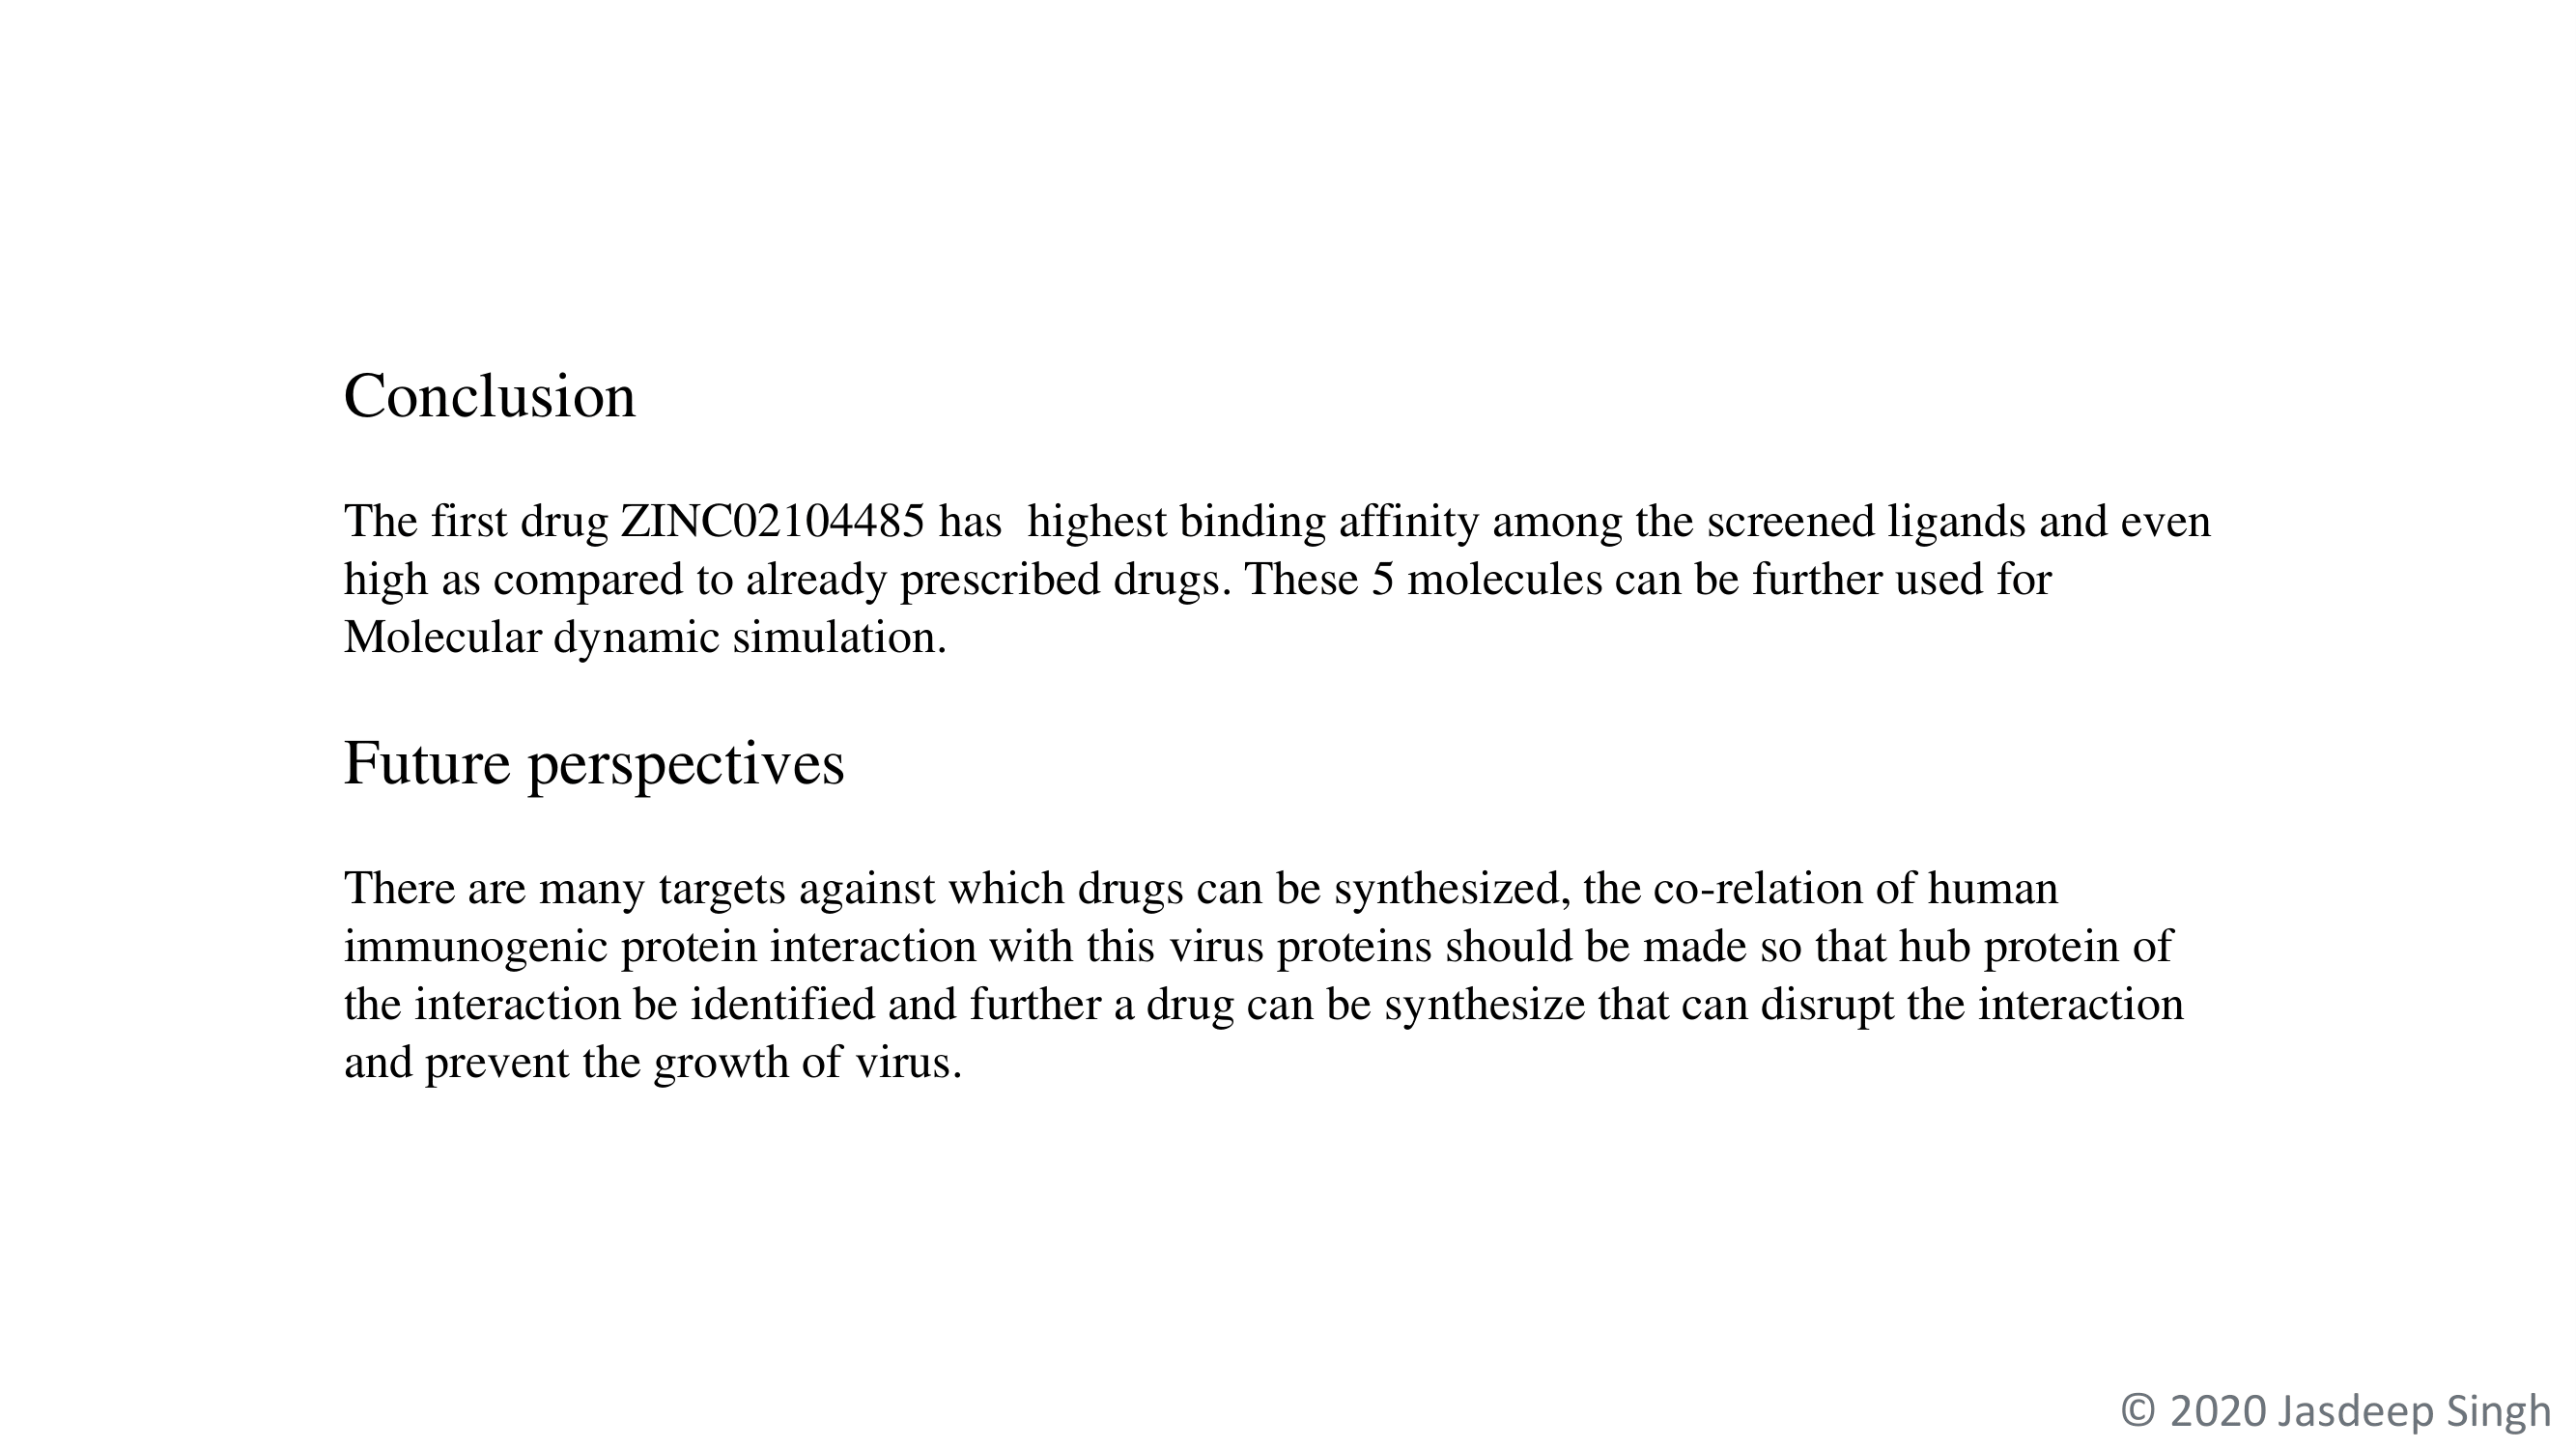 Conclusion
The first drug ZINC02104485 has  highest binding affinity among the screened ligands and even
high as compared to already prescribed drugs. These 5 molecules can be further used for
Molecular dynamic simulation.
Future perspectives
There are many targets against which drugs can be synthesized, the co-relation of human
immunogenic protein interaction with this virus proteins should be made so that hub protein of
the interaction be identified and further a drug can be synthesize that can disrupt the interaction
and prevent the growth of virus.
© 2020 Jasdeep Singh